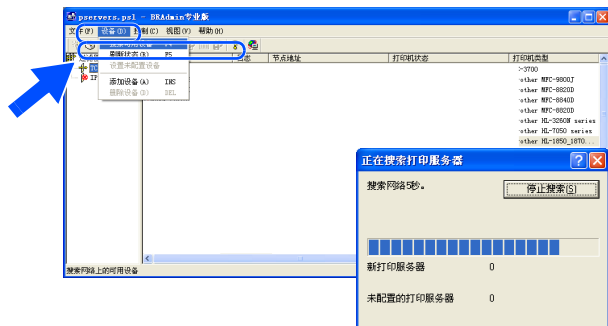 pservers.psl - BRAdmin专业版
文件(F) 设备(D) 控制(C) 视图(V) 帮助(H)
刷新状态(R) F5
设置未配置设备
添加设备(A) INS
删除设备(D) DEL
节点地址 打印机状态 打印机类型
-3700
other MFC-9800J
other MFC-8820D
other MFC-8840D
other MFC-8820D
other HL-3260N series
other HL-7050 series
other HL-1850_1870...
正在搜索打印服务器
搜索网络5秒。
停止搜索(S)
新打印服务器 0
未配置的打印服务器 0
搜索网络上的可用设备